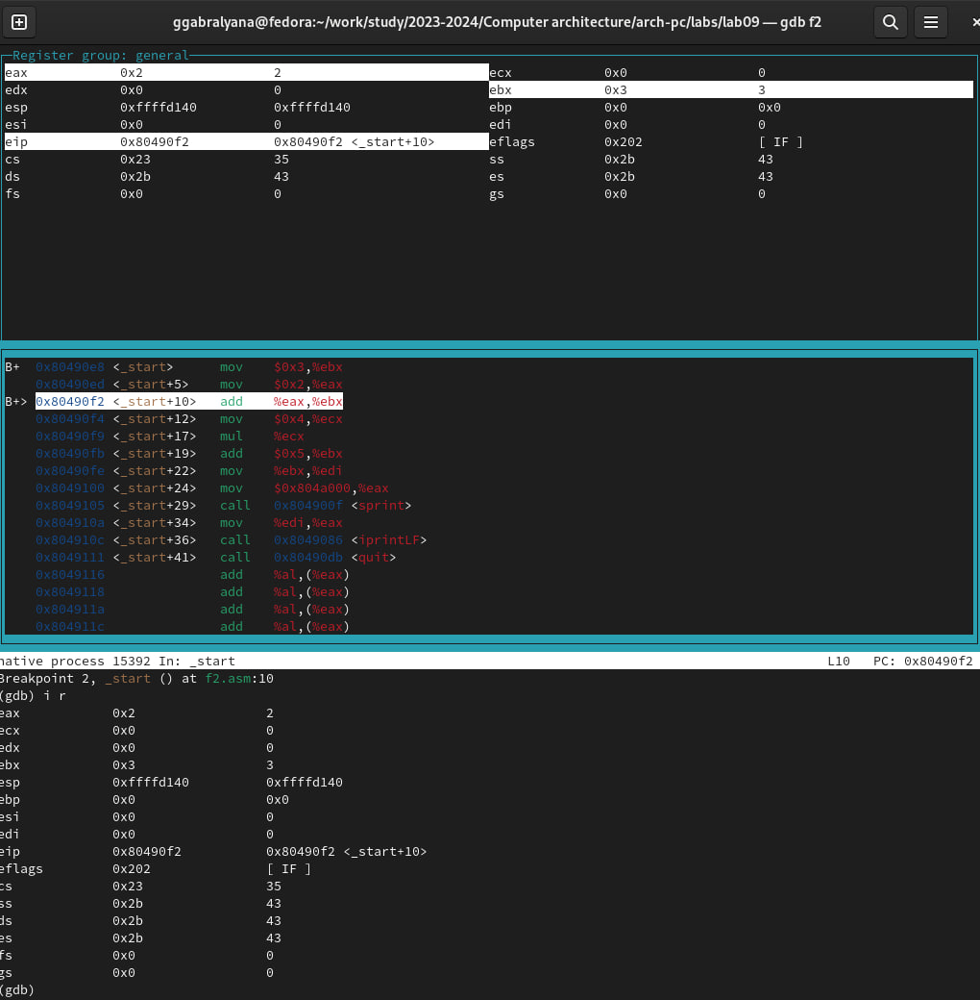 ggabralyana@fedora:~/work/study/2023-2024/Computer architecture/arch-pc/labs/lab09 — gdb f2
Register group: general
eax 0x2 2 ecx 0x0 0
edx 0x0 0 ebx 0x3 3
esp 0xffffd140 0xffffd140 ebp 0x0 0x0
esi 0x0 0 edi 0x0 0
eip 0x80490f2 0x80490f2 <_start+10> eflags 0x202 [ IF ]
cs 0x23 35 ss 0x2b 43
ds 0x2b 43 es 0x2b 43
fs 0x0 0 gs 0x0 0
B+ 0x80490e8 <_start> mov $0x3,%ebx
0x80490ed <_start+5> mov $0x2,%eax
B+> 0x80490f2 <_start+10> add %eax,%ebx
0x80490f4 <_start+12> mov $0x4,%ecx
0x80490f9 <_start+17> mul %ecx
0x80490fb <_start+19> add $0x5,%ebx
0x80490fe <_start+22> mov %ebx,%edi
0x8049100 <_start+24> mov $0x804a000,%eax
0x8049105 <_start+29> call 0x804900f <sprint>
0x804910a <_start+34> mov %edi,%eax
0x804910c <_start+36> call 0x8049086 <iprintLF>
0x8049111 <_start+41> call 0x80490db <quit>
0x8049116 add %al,(%eax)
0x8049118 add %al,(%eax)
0x804911a add %al,(%eax)
0x804911c add %al,(%eax)
native process 15392 In: _start L10 PC: 0x80490f2
Breakpoint 2, _start () at f2.asm:10
(gdb) i r
eax 0x2 2
ecx 0x0 0
edx 0x0 0
ebx 0x3 3
esp 0xffffd140 0xffffd140
ebp 0x0 0x0
esi 0x0 0
edi 0x0 0
eip 0x80490f2 0x80490f2 <_start+10>
eflags 0x202 [ IF ]
cs 0x23 35
ss 0x2b 43
ds 0x2b 43
es 0x2b 43
fs 0x0 0
gs 0x0 0
(gdb)